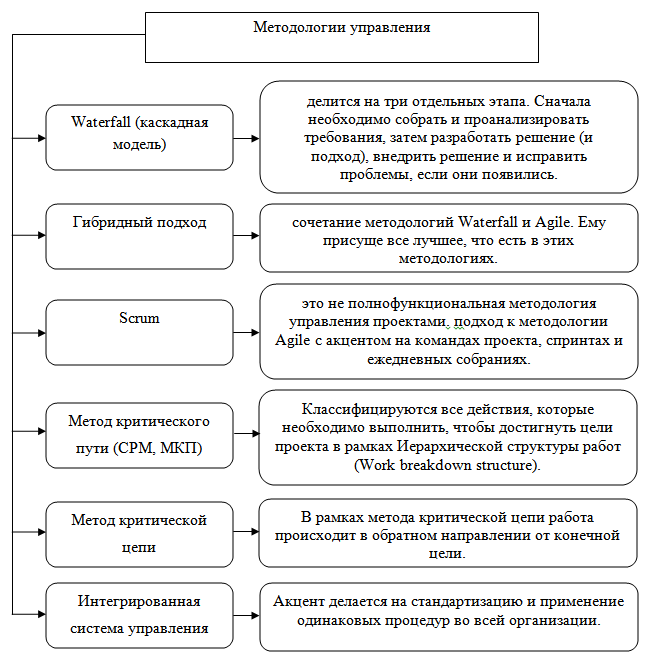 Методологии управления
Waterfall (каскадная
модель)
делится на три отдельных этапа. Сначала
необходимо собрать и проанализировать
требования, затем разработать решение (и
подход), внедрить решение и исправить
проблемы, если они появились.
Гибридный подход
сочетание методологий Waterfall и Agile. Ему
присуще все лучшее, что есть в этих
методологиях.
Scrum
это не полнофункциональная методология
управления проектами, подход к методологии
Agile с акцентом на командах проекта, спринтах и
ежедневных собраниях.
Метод критического
пути (СРМ, МКП)
Классифицируются все действия, которые
необходимо выполнить, чтобы достигнуть цели
проекта в рамках Иерархической структуры работ
(Work breakdown structure).
Метод критической
цепи
В рамках метода критической цепи работа
происходит в обратном направлении от конечной
цели.
Интегрированная
система управления
Акцент делается на стандартизацию и применение
одинаковых процедур во всей организации.